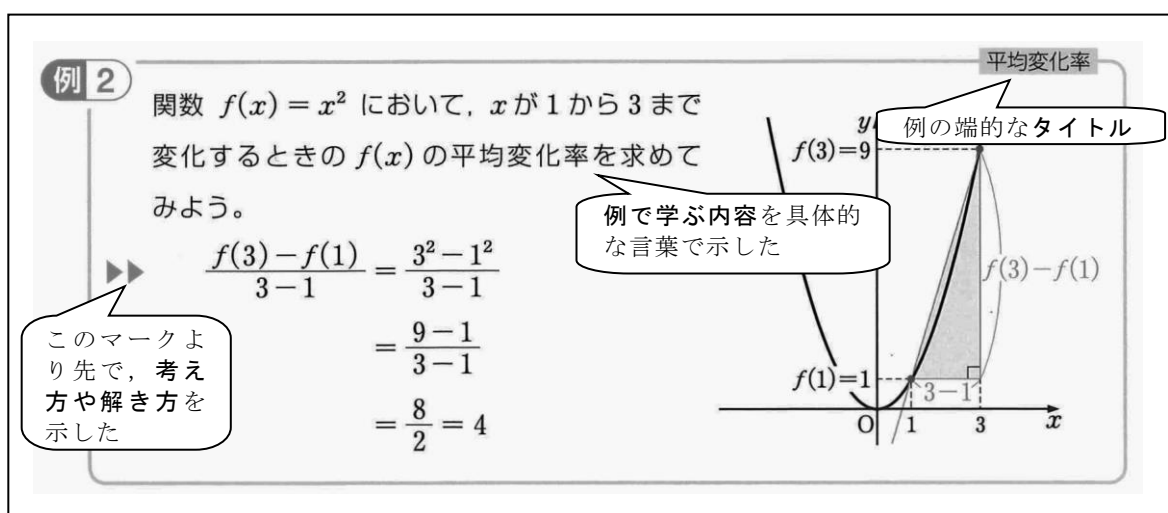 例 2
平均変化率
関数 f(x)=x² において，xが1から3まで
変化するときの f(x) の平均変化率を求めて
みよう。
▶▶ \frac{f(3)-f(1)}{3-1} = \frac{3²-1²}{3-1}
= \frac{9-1}{3-1}
= \frac{8}{2} = 4
例の端的なタイトル
例で学ぶ内容を具体的
な言葉で示した
このマークよ
り先で，考え
方や解き方を
示した
y
f(3)=9
f(3)-f(1)
f(1)=1
3-1
O 1 3 x